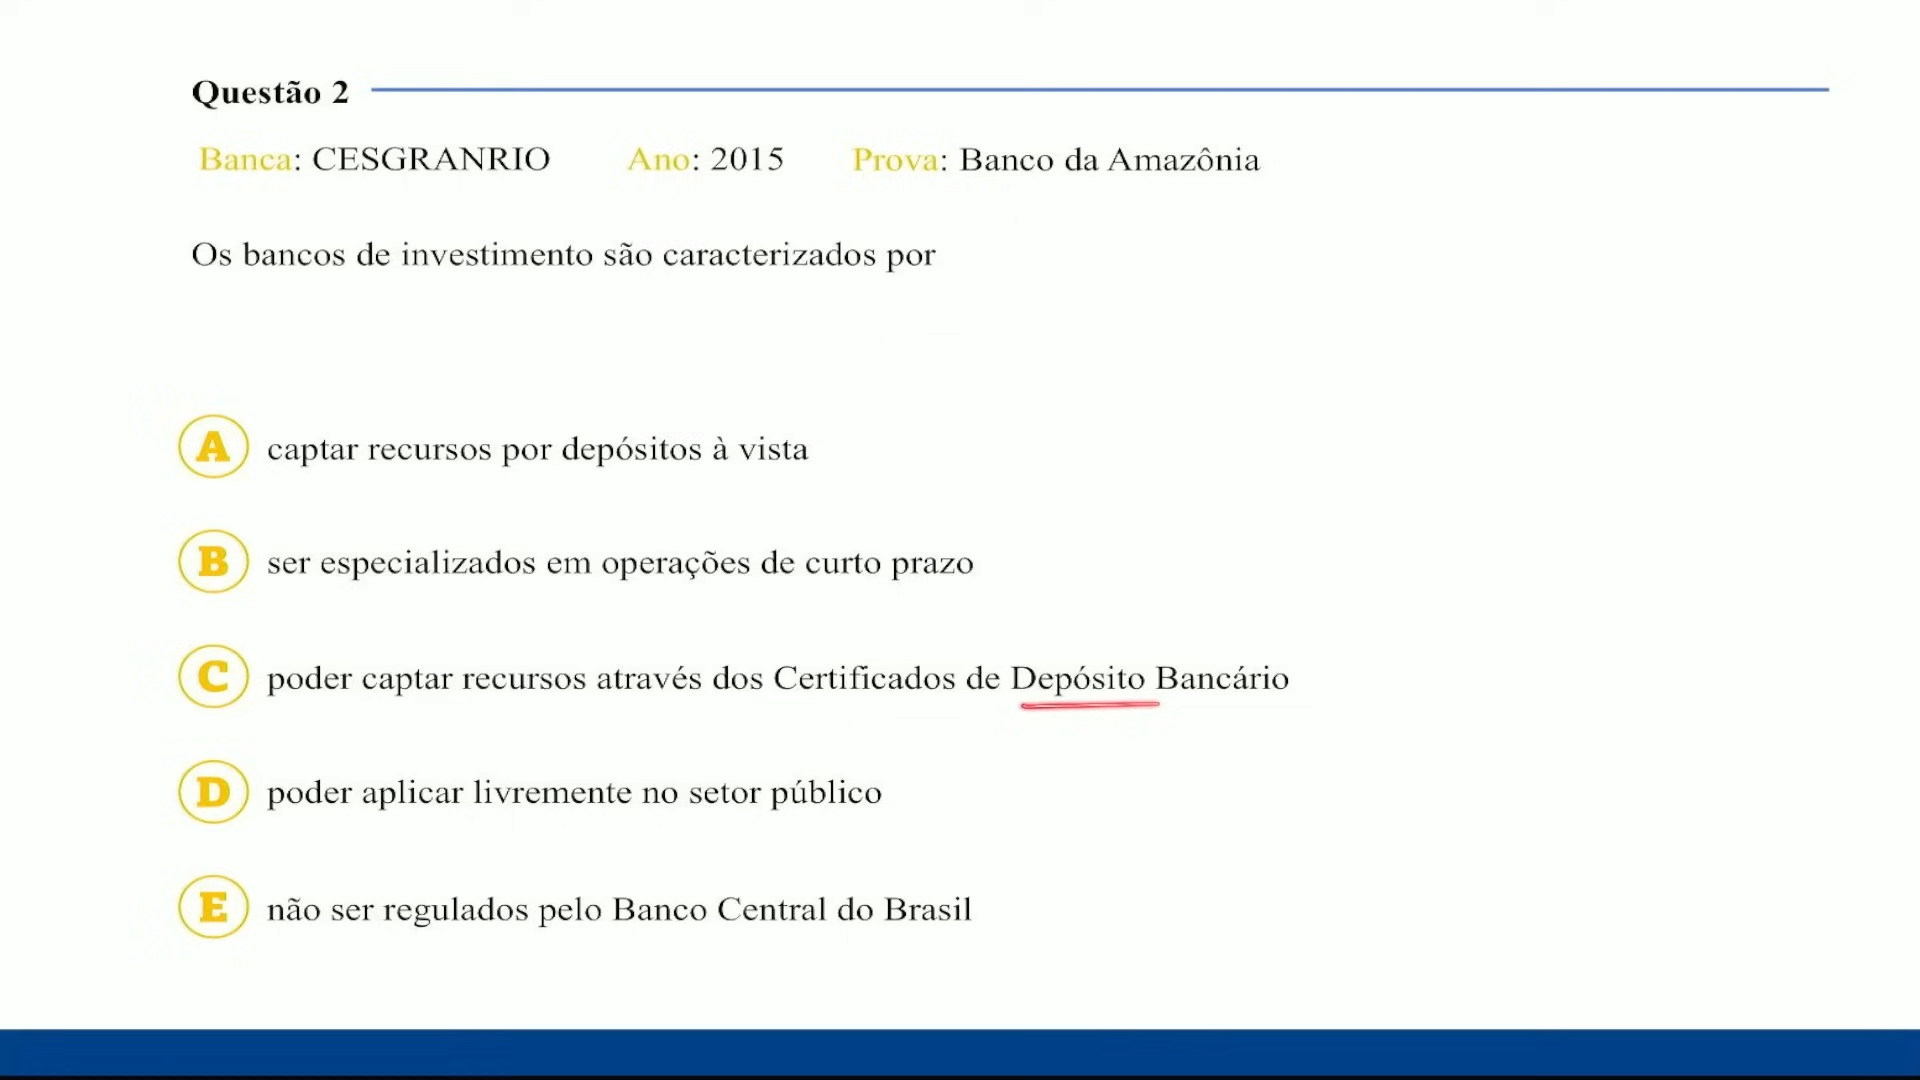 Questão 2
Banca: CESGRANRIO Ano: 2015 Prova: Banco da Amazônia
Os bancos de investimento são caracterizados por
A captar recursos por depósitos à vista
B ser especializados em operações de curto prazo
C poder captar recursos através dos Certificados de Depósito Bancário
D poder aplicar livremente no setor público
E não ser regulados pelo Banco Central do Brasil